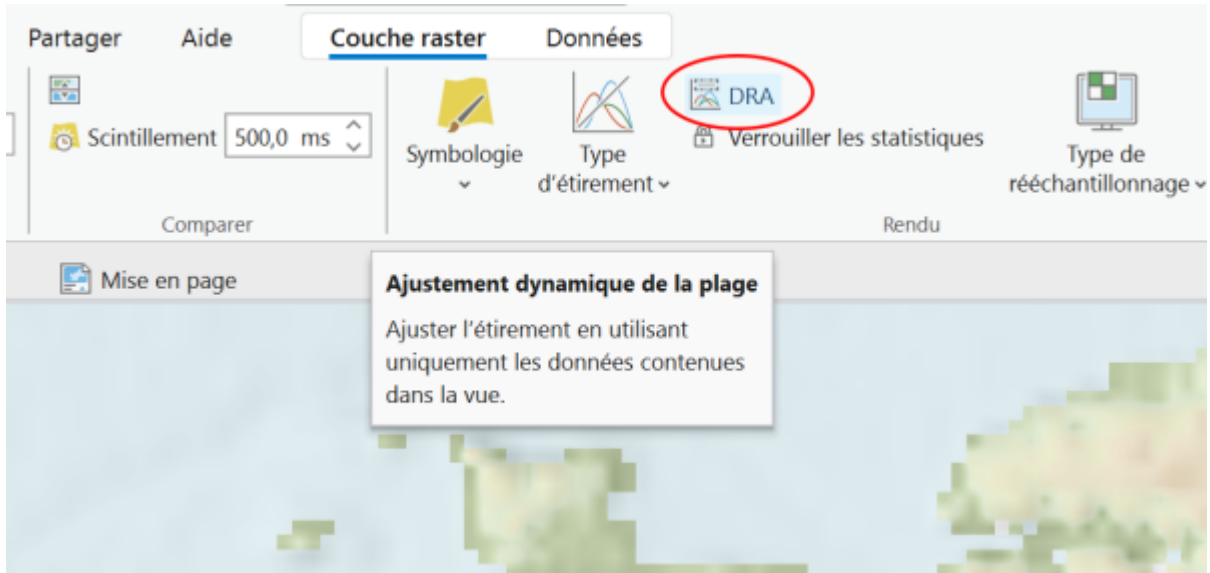 Partager Aide Couche raster Données
Scintillement 500,0 ms
Symbologie
Type
d'étirement
DRA
Verrouiller les statistiques
Type de
rééchantillonnage
Comparer
Rendu
Mise en page
Ajustement dynamique de la plage
Ajuster l'étirement en utilisant
uniquement les données contenues
dans la vue.